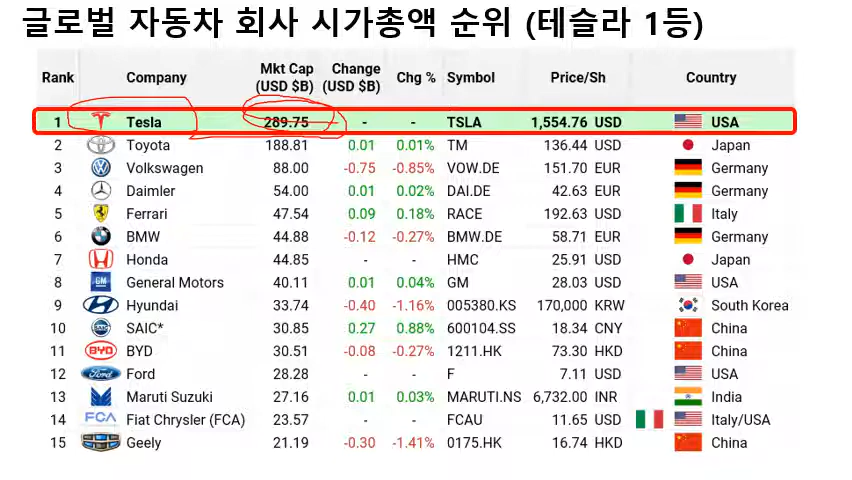 글로벌 자동차 회사 시가총액 순위 (테슬라 1등)
Rank Company Mkt Cap (USD $B) Change (USD $B) Chg % Symbol Price/Sh Country
1 Tesla 289.75 - - TSLA 1,554.76 USD USA
2 Toyota 188.81 0.01 0.01% TM 136.44 USD Japan
3 Volkswagen 88.00 -0.75 -0.85% VOW.DE 151.70 EUR Germany
4 Daimler 54.00 0.01 0.02% DAI.DE 42.63 EUR Germany
5 Ferrari 47.54 0.09 0.18% RACE 192.63 USD Italy
6 BMW 44.88 -0.12 -0.27% BMW.DE 58.71 EUR Germany
7 Honda 44.85 - - HMC 25.91 USD Japan
8 GM General Motors 40.11 0.01 0.04% GM 28.03 USD USA
9 Hyundai 33.74 -0.40 -1.16% 005380.KS 170,000 KRW South Korea
10 SAIC* 30.85 0.27 0.88% 600104.SS 18.34 CNY China
11 BYD BYD 30.51 -0.08 -0.27% 1211.HK 73.30 HKD China
12 Ford Ford 28.28 - - F 7.11 USD USA
13 Maruti Suzuki 27.16 0.01 0.03% MARUTI.NS 6,732.00 INR India
14 FCA Fiat Chrysler (FCA) 23.57 - - FCAU 11.65 USD Italy/USA
15 Geely 21.19 -0.30 -1.41% 0175.HK 16.74 HKD China